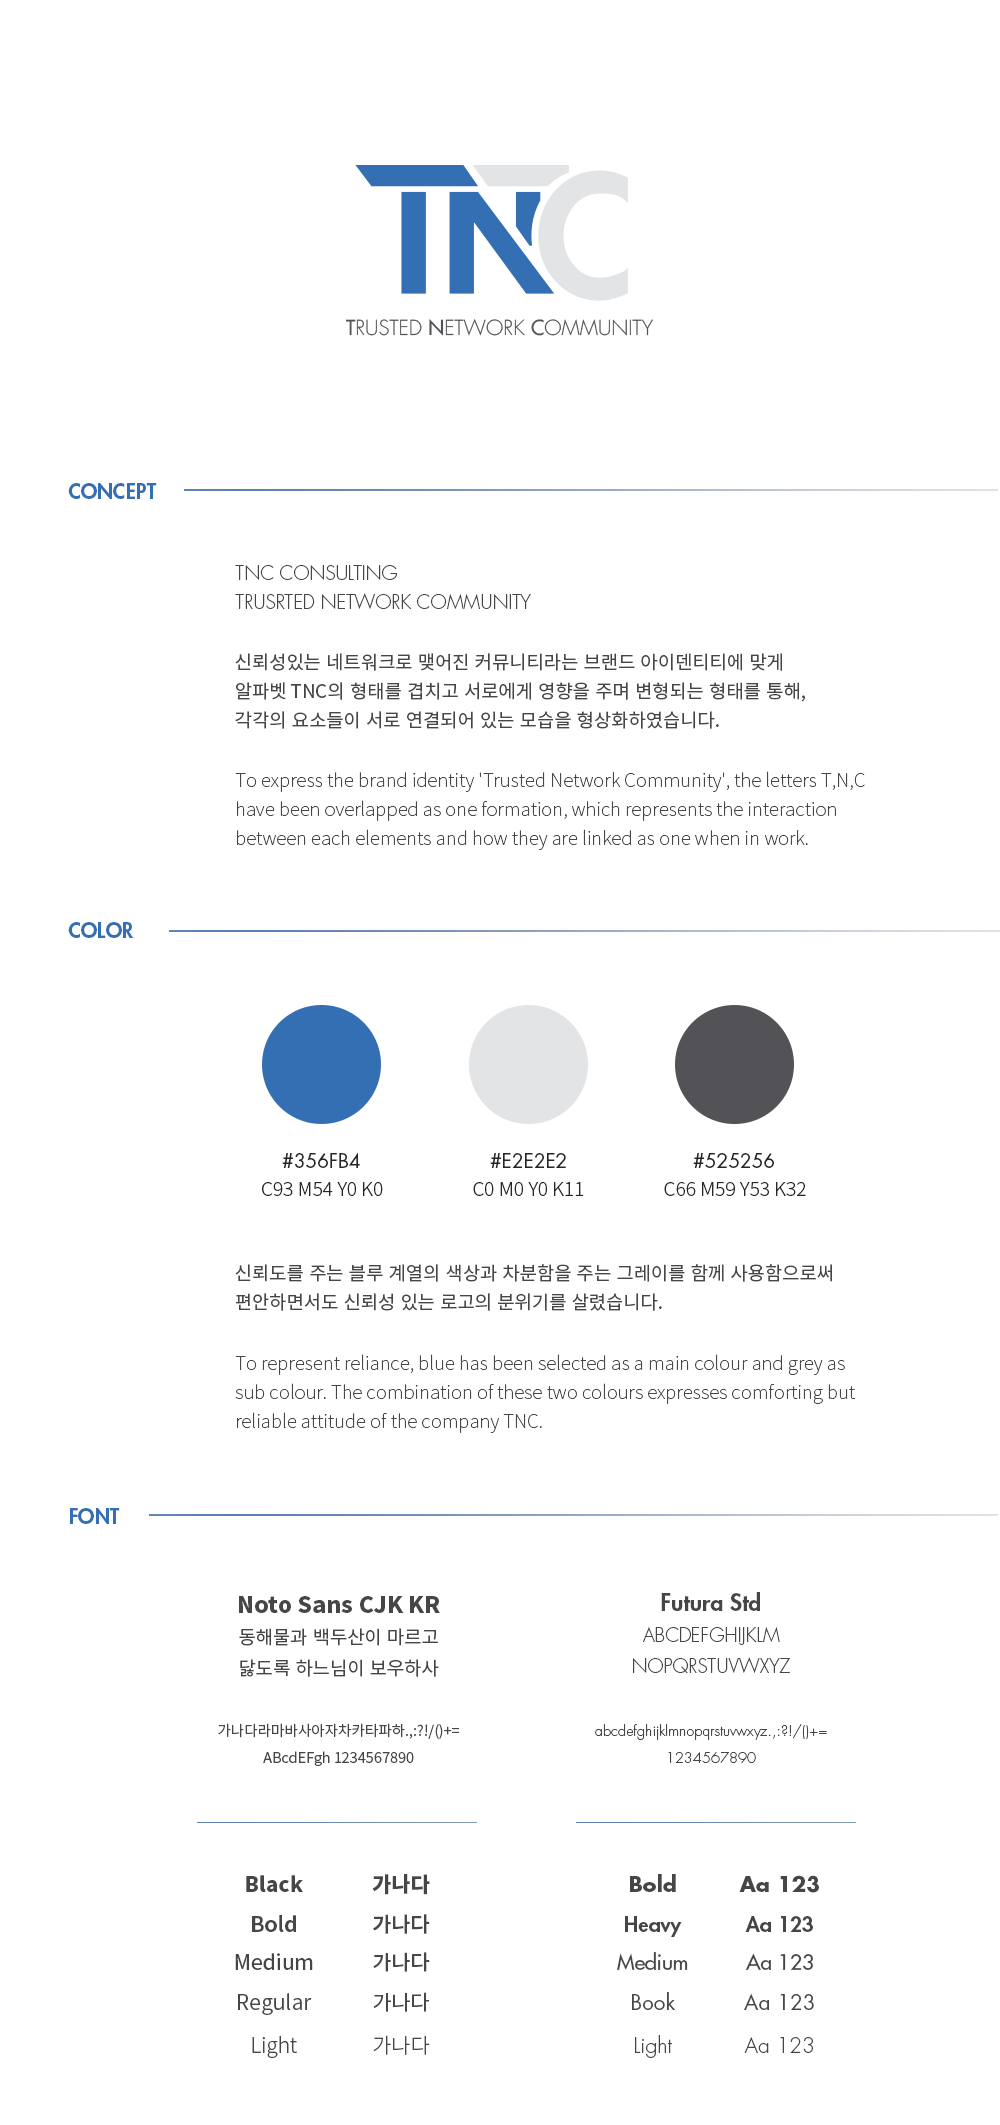 TNC
TRUSTED NETWORK COMMUNITY
CONCEPT
TNC CONSULTING
TRUSRTED NETWORK COMMUNITY
신뢰성있는 네트워크로 맺어진 커뮤니티라는 브랜드 아이덴티티에 맞게
알파벳 TNC의 형태를 겹치고 서로에게 영향을 주며 변형되는 형태를 통해,
각각의 요소들이 서로 연결되어 있는 모습을 형상화하였습니다.
To express the brand identity 'Trusted Network Community', the letters T,N,C
have been overlapped as one formation, which represents the interaction
between each elements and how they are linked as one when in work.
COLOR
#356FB4 #E2E2E2 #525256
C93 M54 Y0 K0 C0 M0 Y0 K11 C66 M59 Y53 K32
신뢰도를 주는 블루 계열의 색상과 차분함을 주는 그레이를 함께 사용함으로써
편안하면서도 신뢰성 있는 로고의 분위기를 살렸습니다.
To represent reliance, blue has been selected as a main colour and grey as
sub colour. The combination of these two colours expresses comforting but
reliable attitude of the company TNC.
FONT
Noto Sans CJK KR
동해물과 백두산이 마르고
닳도록 하느님이 보우하사
가나다라마바사아자차카타파하.,:?!/()+=
ABcdEFgh 1234567890
Black 가나다
Bold 가나다
Medium 가나다
Regular 가나다
Light 가나다
Futura Std
ABCDEFGHIJKLM
NOPQRSTUVWXYZ
abcdefghijklmnopqrstuvwxyz.,:?!/()+=
1234567890
Bold Aa 123
Heavy Aa 123
Medium Aa 123
Book Aa 123
Light Aa 123